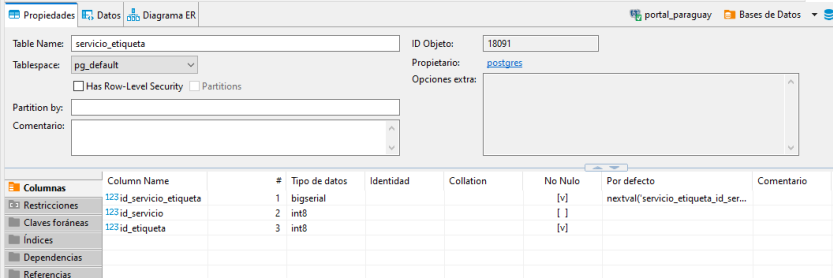 Propiedades Datos Diagrama ER portal_paraguay Bases de Datos
Table Name: servicio_etiqueta ID Objeto: 18091
Tablespace: pg_default Propietario: postgres
Has Row-Level Security Partitions Opciones extra:
Partition by:
Comentario:
Columnas Column Name # Tipo de datos Identidad Collation No Nulo Por defecto Comentario
123 id_servicio_etiqueta 1 bigserial [v] nextval('servicio_etiqueta_id_ser...
Restricciones 123 id_servicio 2 int8 [ ]
Claves foráneas 123 id_etiqueta 3 int8 [v]
Índices
Dependencias
Referencias